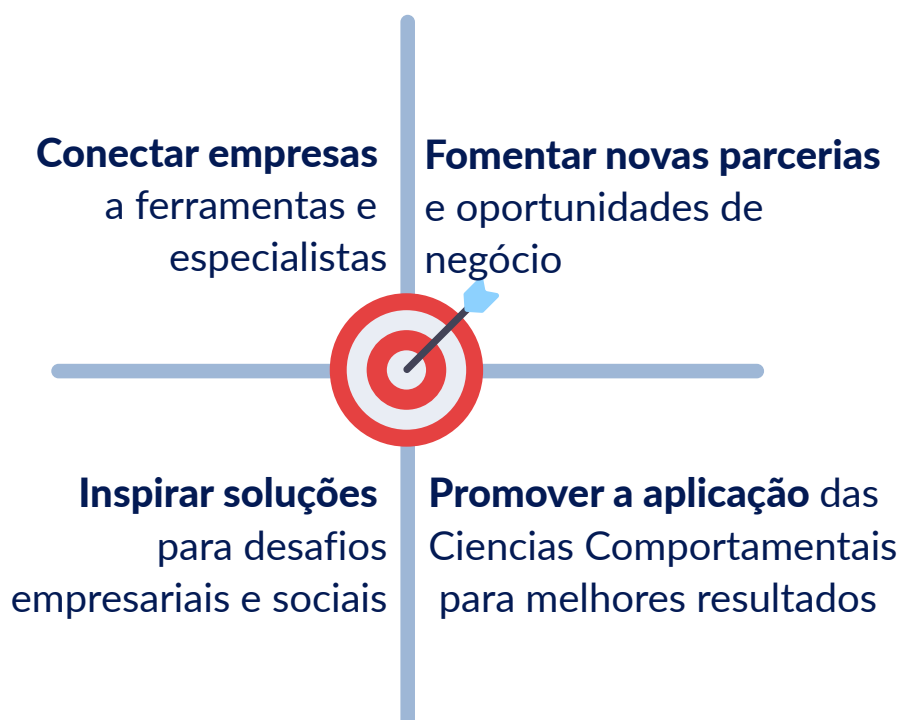 Conectar empresas
a ferramentas e
especialistas
Fomentar novas parcerias
e oportunidades de
negócio
Inspirar soluções
para desafios
empresariais e sociais
Promover a aplicação das
Ciencias Comportamentais
para melhores resultados